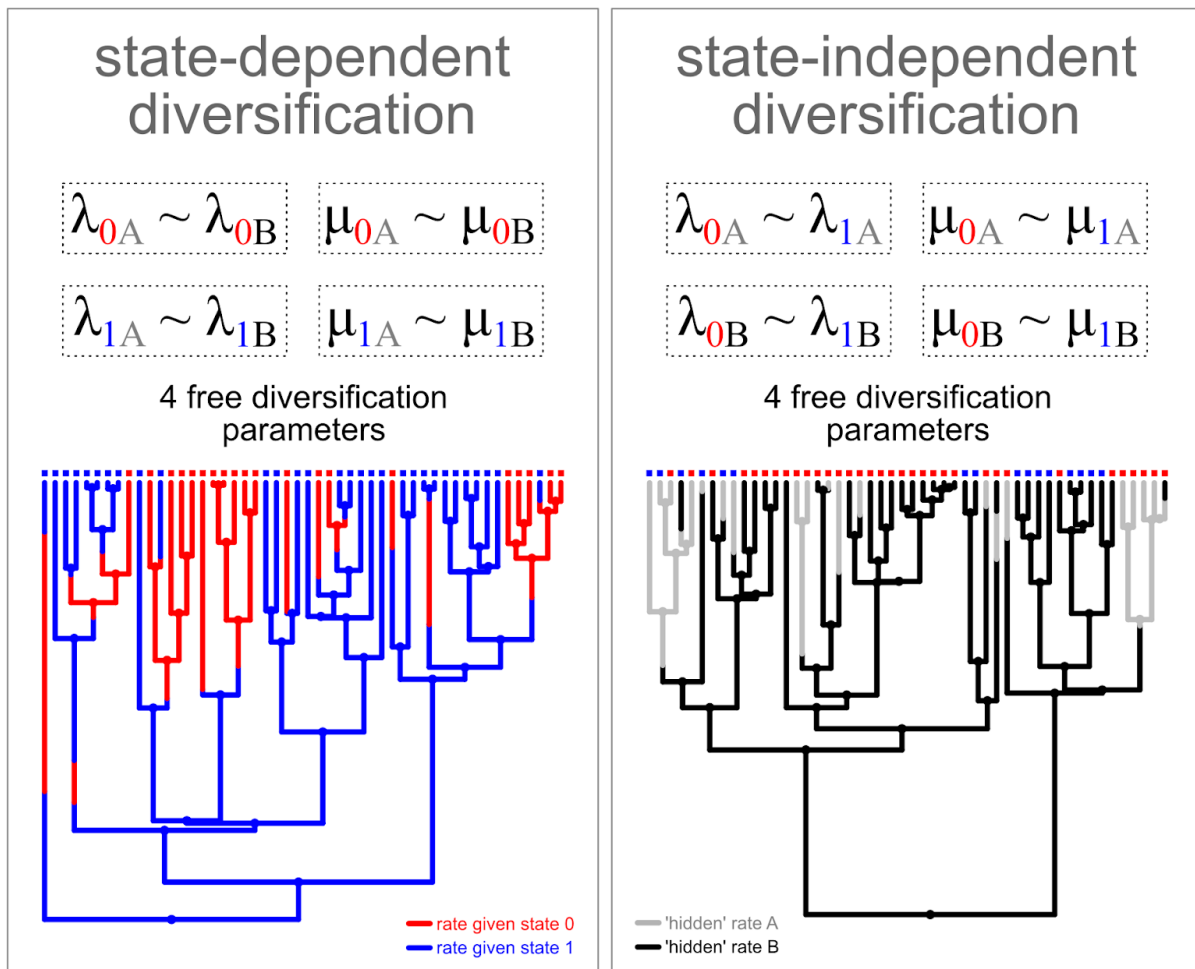 state-dependent
diversification
λ0A ~ λ0B
μ0A ~ μ0B
λ1A ~ λ1B
μ1A ~ μ1B
4 free diversification
parameters
rate given state 0
rate given state 1
state-independent
diversification
λ0A ~ λ1A
μ0A ~ μ1A
λ0B ~ λ1B
μ0B ~ μ1B
4 free diversification
parameters
'hidden' rate A
'hidden' rate B